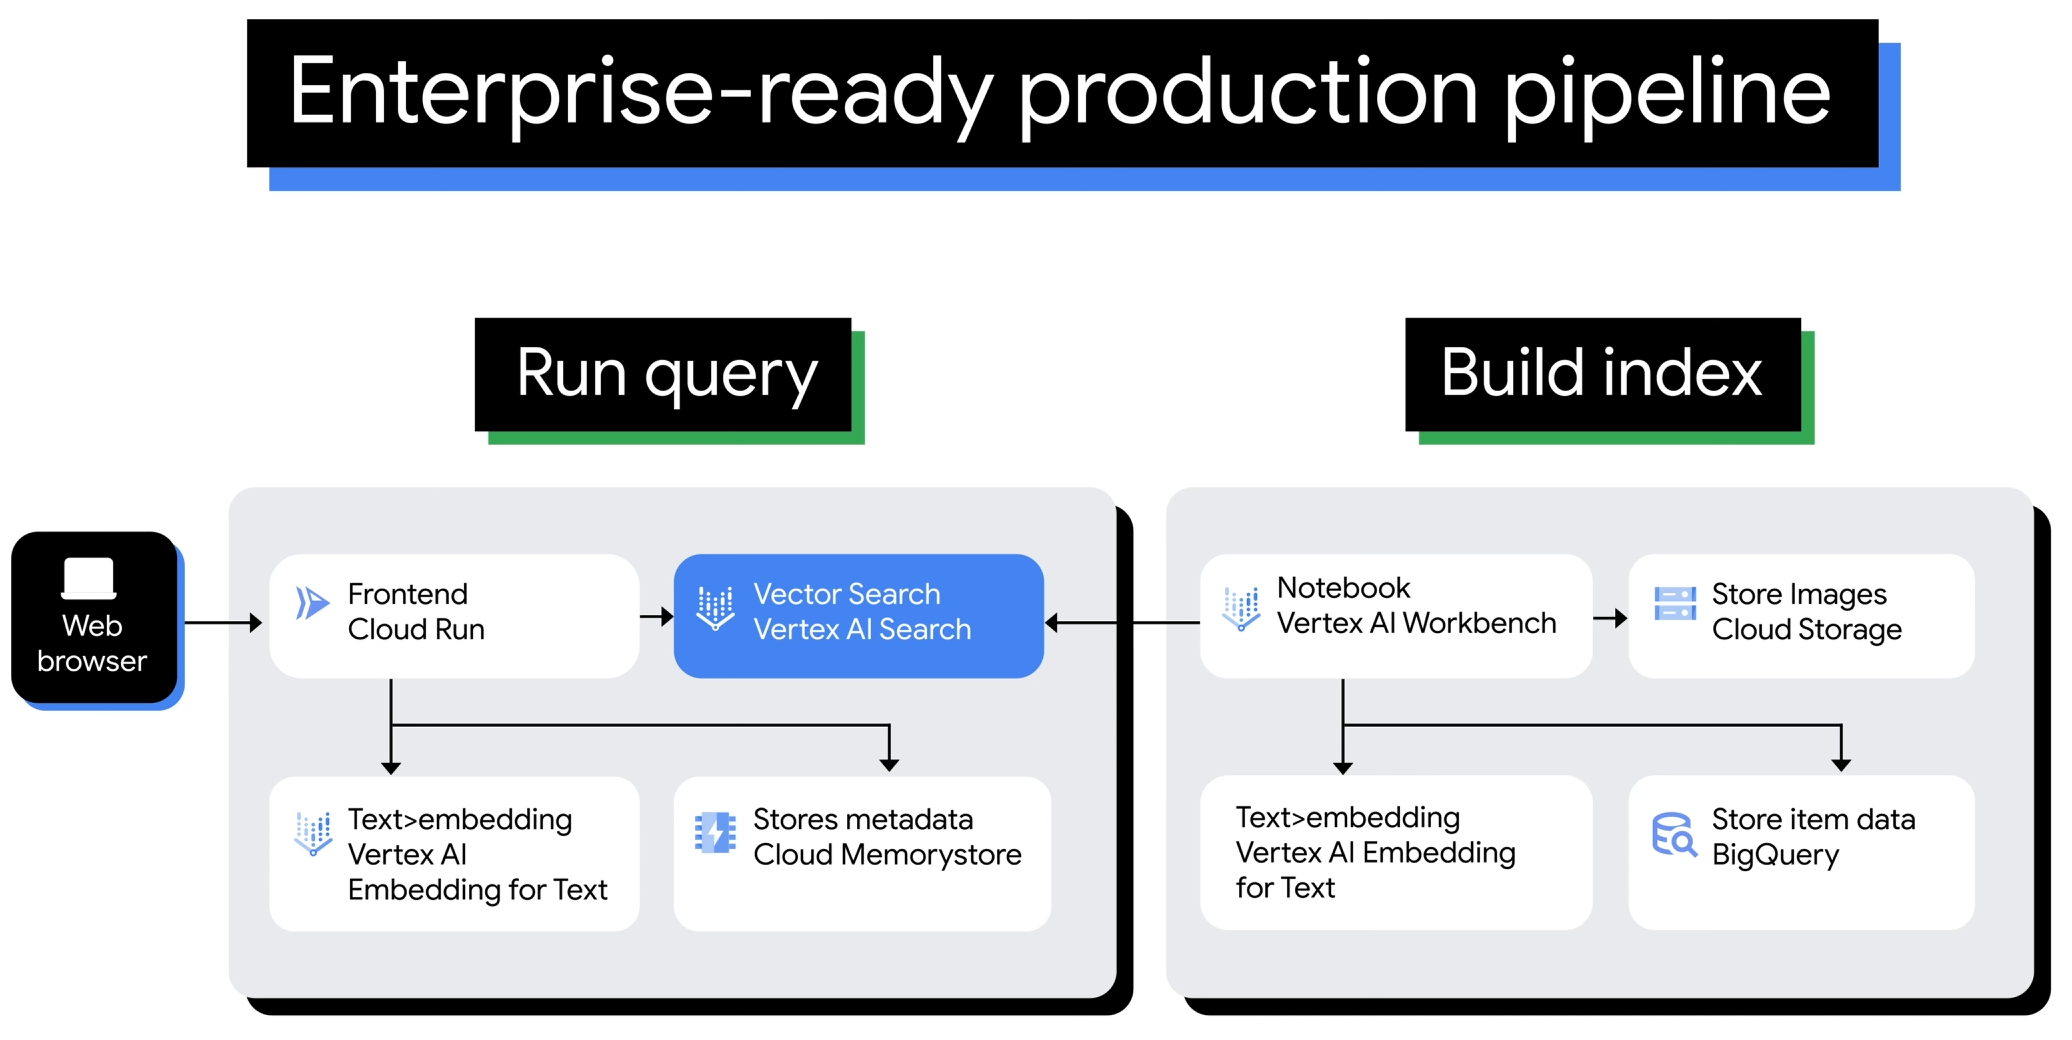 Enterprise-ready production pipeline
Run query
Build index
Web
browser
Frontend
Cloud Run
Vector Search
Vertex AI Search
Text>embedding
Vertex AI
Embedding for Text
Stores metadata
Cloud Memorystore
Notebook
Vertex AI Workbench
Store Images
Cloud Storage
Text>embedding
Vertex AI Embedding
for Text
Store item data
BigQuery